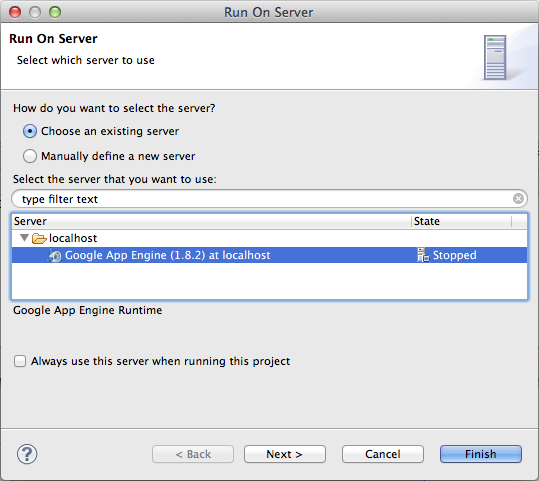 Run On Server
Run On Server
Select which server to use
How do you want to select the server?
Choose an existing server
Manually define a new server
Select the server that you want to use:
type filter text
Server State
localhost
Google App Engine (1.8.2) at localhost Stopped
Google App Engine Runtime
Always use this server when running this project
? < Back Next > Cancel Finish